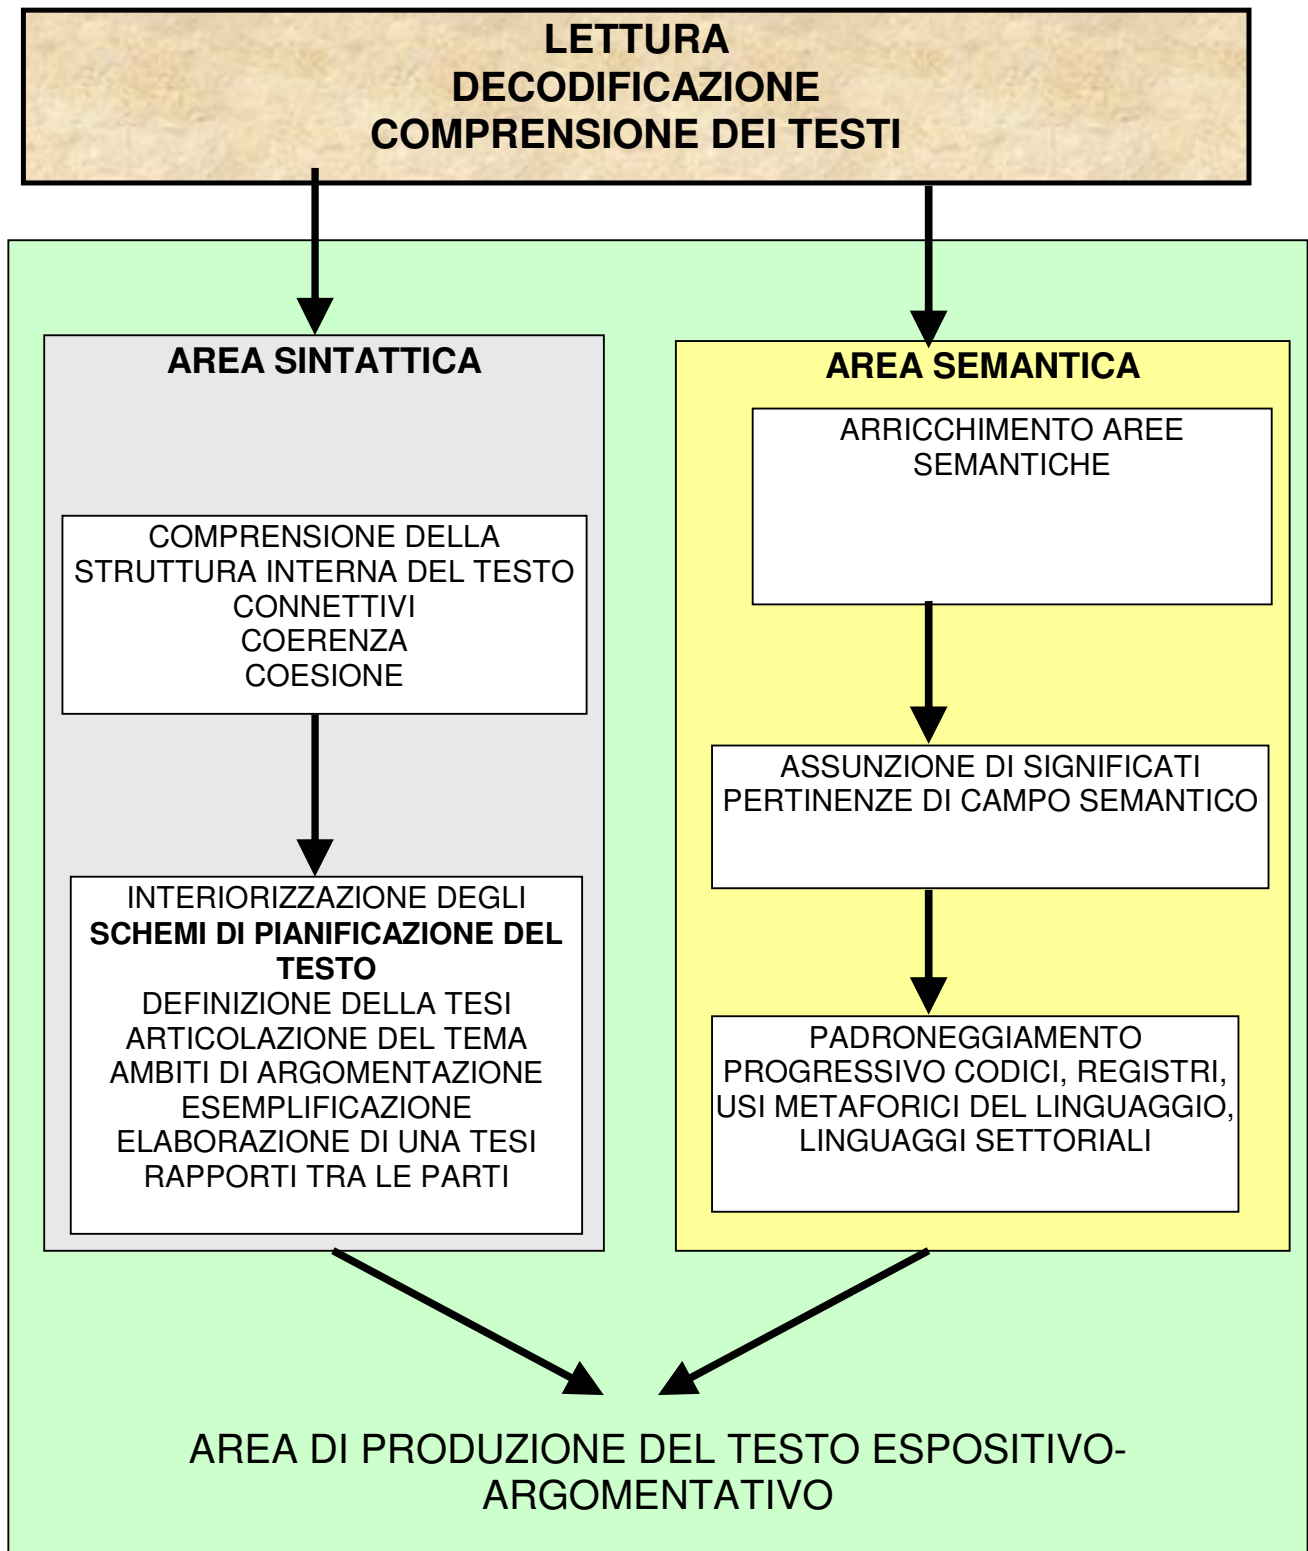 LETTURA
DECODIFICAZIONE
COMPRENSIONE DEI TESTI
AREA SINTATTICA
COMPRENSIONE DELLA
STRUTTURA INTERNA DEL TESTO
CONNETTIVI
COERENZA
COESIONE
INTERIORIZZAZIONE DEGLI
SCHEMI DI PIANIFICAZIONE DEL
TESTO
DEFINIZIONE DELLA TESI
ARTICOLAZIONE DEL TEMA
AMBITI DI ARGOMENTAZIONE
ESEMPLIFICAZIONE
ELABORAZIONE DI UNA TESI
RAPPORTI TRA LE PARTI
AREA SEMANTICA
ARRICCHIMENTO AREE
SEMANTICHE
ASSUNZIONE DI SIGNIFICATI
PERTINENZE DI CAMPO SEMANTICO
PADRONEGGIAMENTO
PROGRESSIVO CODICI, REGISTRI,
USI METAFORICI DEL LINGUAGGIO,
LINGUAGGI SETTORIALI
AREA DI PRODUZIONE DEL TESTO ESPOSITIVO-
ARGOMENTATIVO